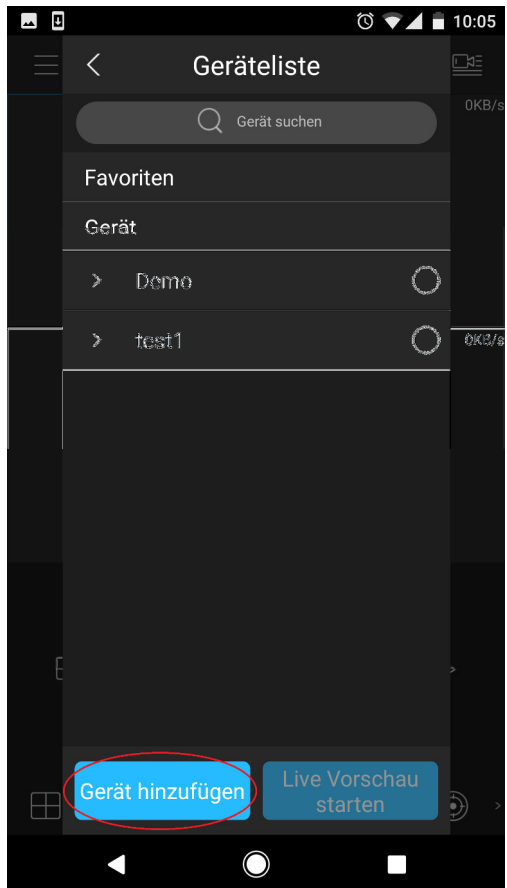 10:05
Geräteliste
0KB/s
Gerät suchen
Favoriten
Gerät
Demo
test1
0KB/s
Gerät hinzufügen
Live Vorschau
starten